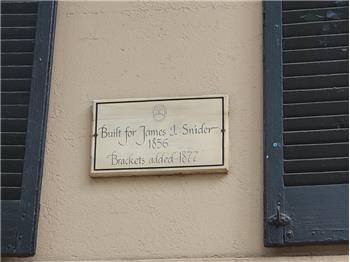 Built for James I. Snider
1856
Brackets added 1877